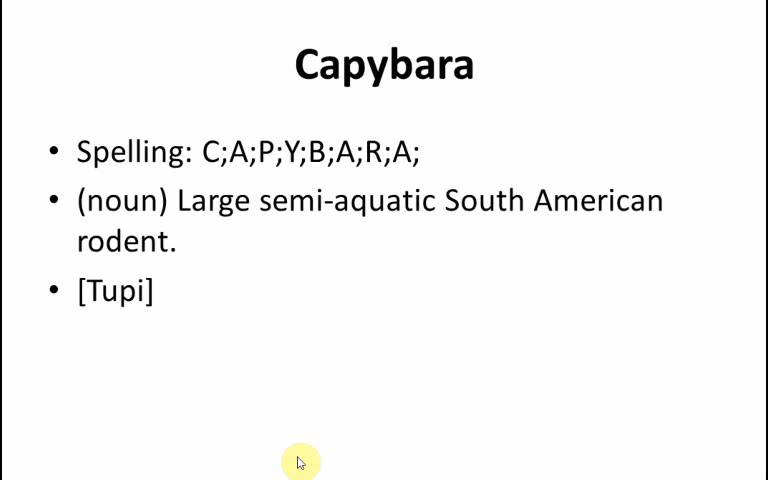 Capybara
• Spelling: C;A;P;Y;B;A;R;A;
• (noun) Large semi-aquatic South American
rodent.
• [Tupi]